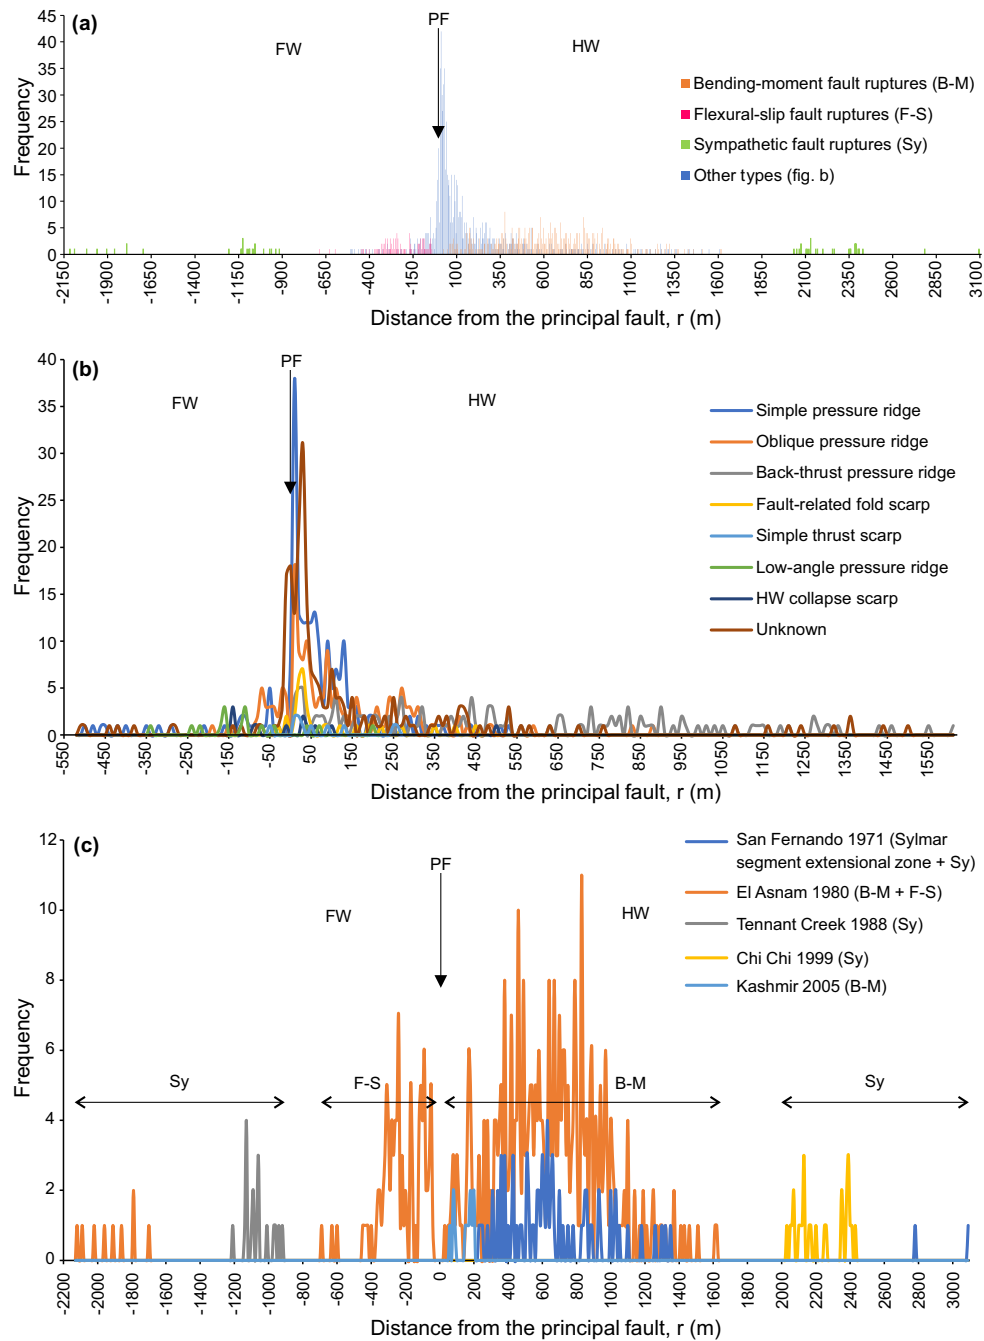 (a)
PF
FW
HW
45
40
35
30
25
20
15
10
5
0
Frequency
Bending-moment fault ruptures (B-M)
Flexural-slip fault ruptures (F-S)
Sympathetic fault ruptures (Sy)
Other types (fig. b)
-2150 -1900 -1650 -1400 -1150 -900 -650 -400 -150 100 350 600 850 1100 1350 1600 1850 2100 2350 2600 2850 3100
Distance from the principal fault, r (m)
(b)
PF
FW
HW
40
35
30
25
20
15
10
5
0
Frequency
Simple pressure ridge
Oblique pressure ridge
Back-thrust pressure ridge
Fault-related fold scarp
Simple thrust scarp
Low-angle pressure ridge
HW collapse scarp
Unknown
-550 -450 -350 -250 -150 -50 50 150 250 350 450 550 650 750 850 950 1050 1150 1250 1350 1450 1550
Distance from the principal fault, r (m)
(c)
PF
FW
HW
12
10
8
6
4
2
0
Frequency
San Fernando 1971 (Sylmar
segment extensional zone + Sy)
El Asnam 1980 (B-M + F-S)
Tennant Creek 1988 (Sy)
Chi Chi 1999 (Sy)
Kashmir 2005 (B-M)
Sy
F-S
B-M
Sy
-2200 -2000 -1800 -1600 -1400 -1200 -1000 -800 -600 -400 -200 0 200 400 600 800 1000 1200 1400 1600 1800 2000 2200 2400 2600 2800 3000
Distance from the principal fault, r (m)